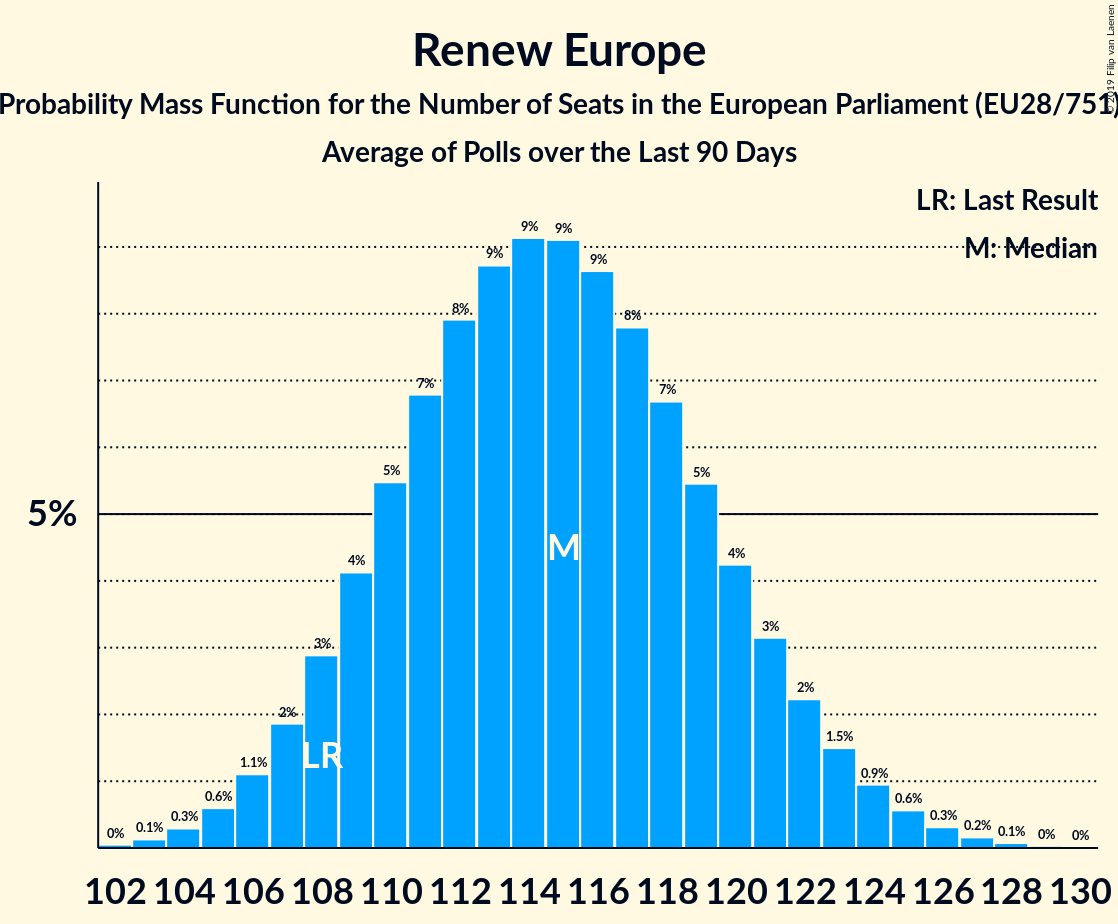 Renew Europe
Probability Mass Function for the Number of Seats in the European Parliament (EU28/751)
Average of Polls over the Last 90 Days
© 2019 Filip van Laenen
LR: Last Result
M: Median
5%
0% 0.1% 0.3% 0.6% 1.1% 2% 3% 4% 5% 7% 8% 9% 9% 9% 9% 8% 7% 5% 4% 3% 2% 1.5% 0.9% 0.6% 0.3% 0.2% 0.1% 0% 0%
LR
M
102 104 106 108 110 112 114 116 118 120 122 124 126 128 130